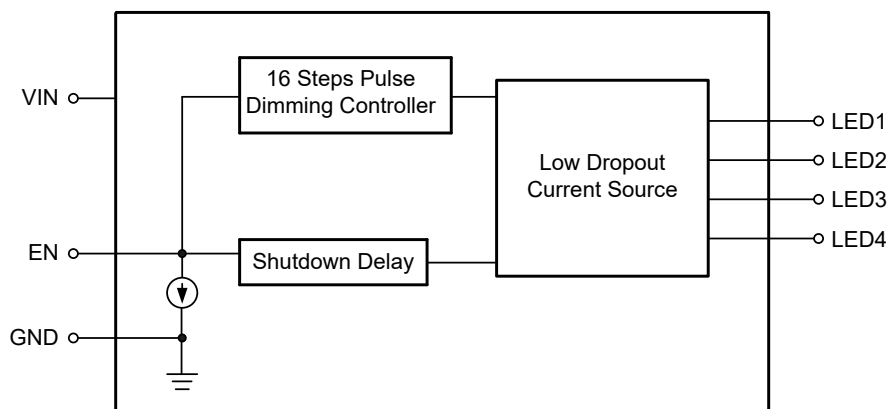 16 Steps Pulse
Dimming Controller
VIN
LED1
LED2
Low Dropout
Current Source
LED3
LED4
EN
Shutdown Delay
GND